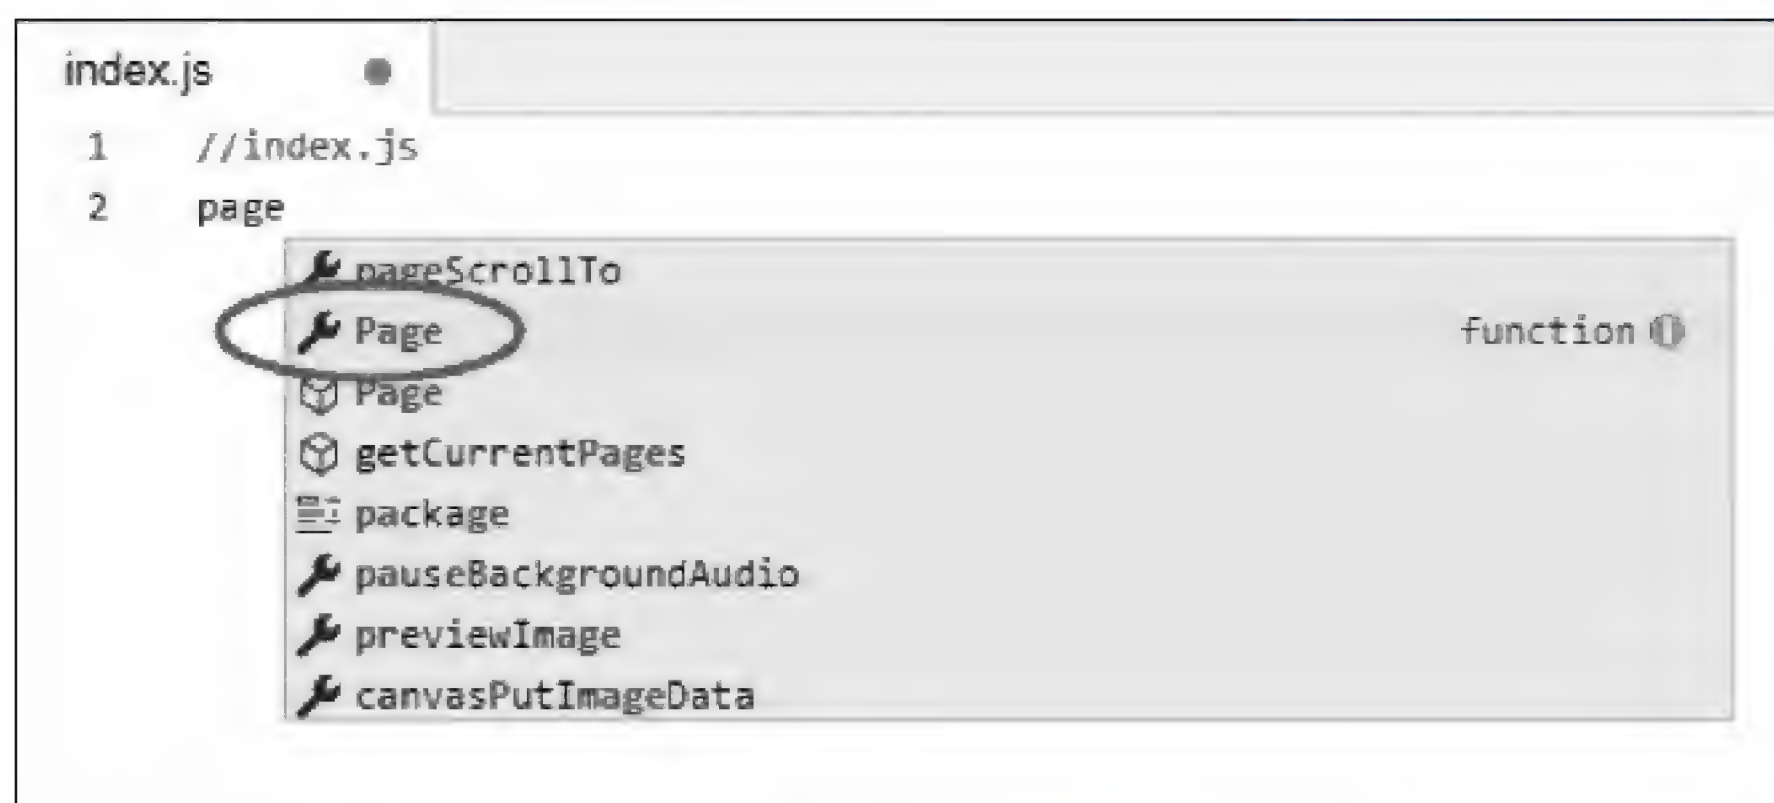 index.js
1 //index.js
2 page
pageScrollTo
Page function
Page
getCurrentPages
package
pauseBackgroundAudio
previewImage
canvasPutImageData